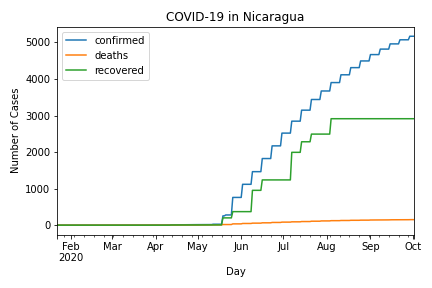 COVID-19 in Nicaragua
confirmed
deaths
recovered
Number of Cases
5000
4000
3000
2000
1000
0
Feb Mar Apr May Jun Jul Aug Sep Oct
2020
Day